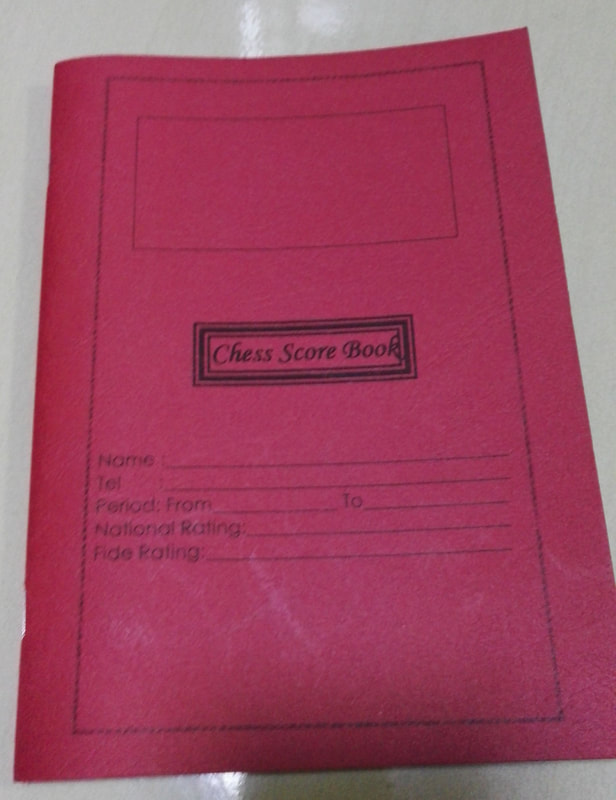 Chess Score Book
Name :
Tel :
Period: From To
National Rating:
Fide Rating: